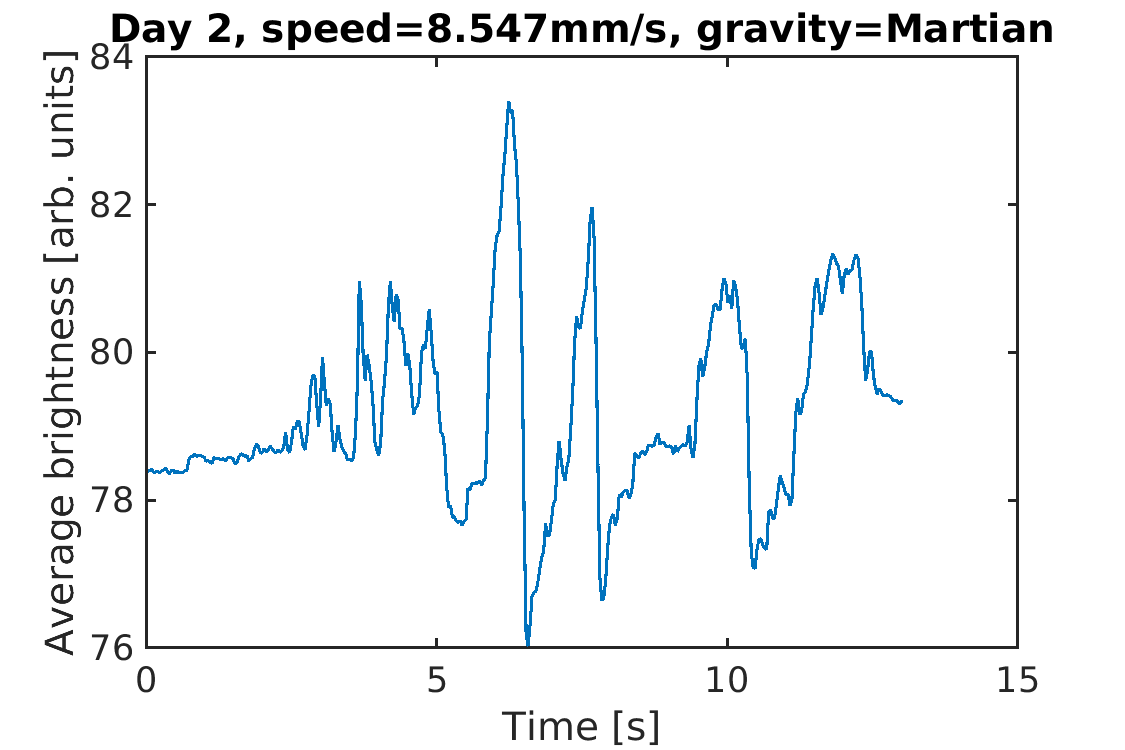 Day 2, speed=8.547mm/s, gravity=Martian
Average brightness [arb. units]
84
82
80
78
76
0 5 10 15
Time [s]